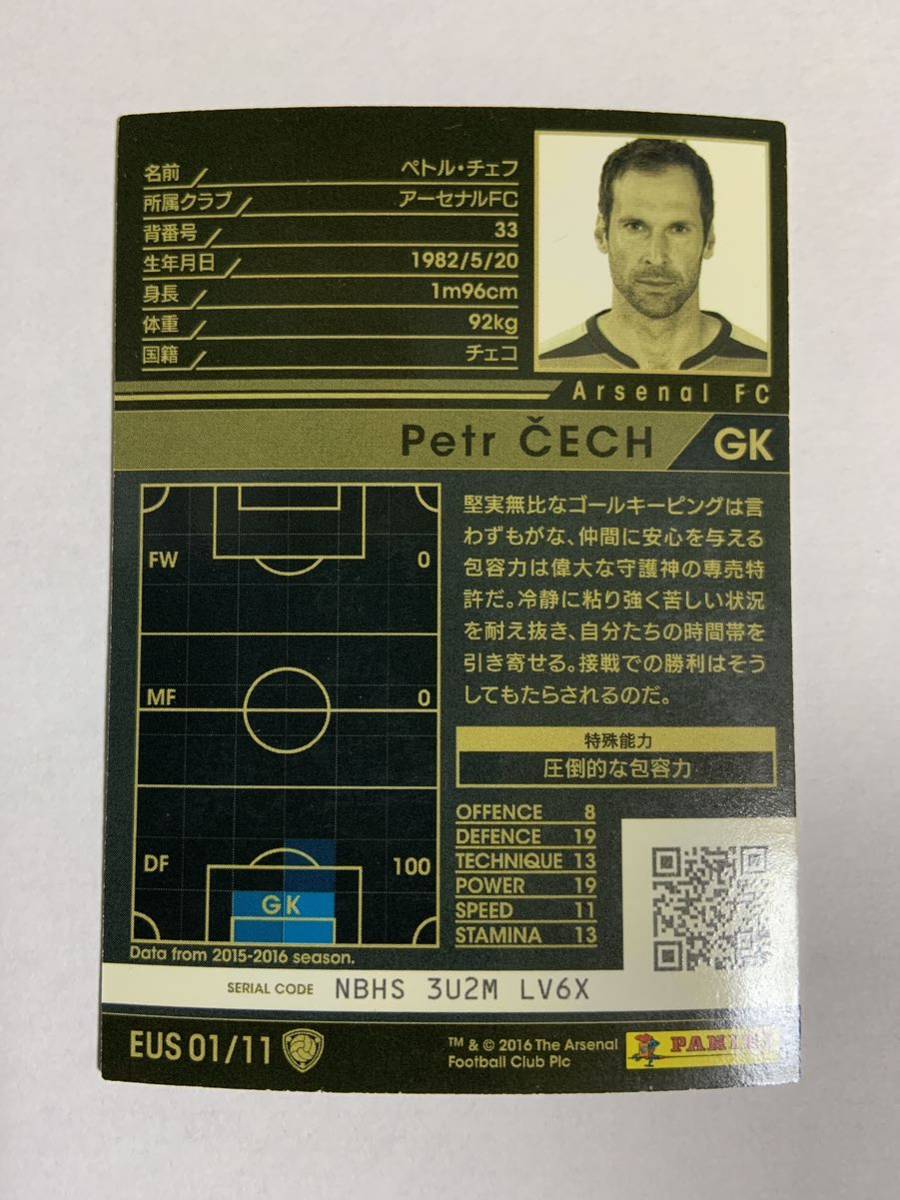 名前 ペトル・チェフ
所属クラブ アーセナルFC
背番号 33
生年月日 1982/5/20
身長 1m96cm
体重 92kg
国籍 チェコ
Arsenal FC
Petr ČECH GK
FW 0
MF 0
DF 100
GK
Data from 2015-2016 season.
堅実無比なゴールキーピングは言
わずもがな、仲間に安心を与える
包容力は偉大な守護神の専売特
許だ。冷静に粘り強く苦しい状況
を耐え抜き、自分たちの時間帯を
引き寄せる。接戦での勝利はそう
してもたらされるのだ。
特殊能力
圧倒的な包容力
OFFENCE 8
DEFENCE 19
TECHNIQUE 13
POWER 19
SPEED 11
STAMINA 13
SERIAL CODE NBHS 3U2M LV6X
EUS 01/11
™ & © 2016 The Arsenal
Football Club Plc
PANINI